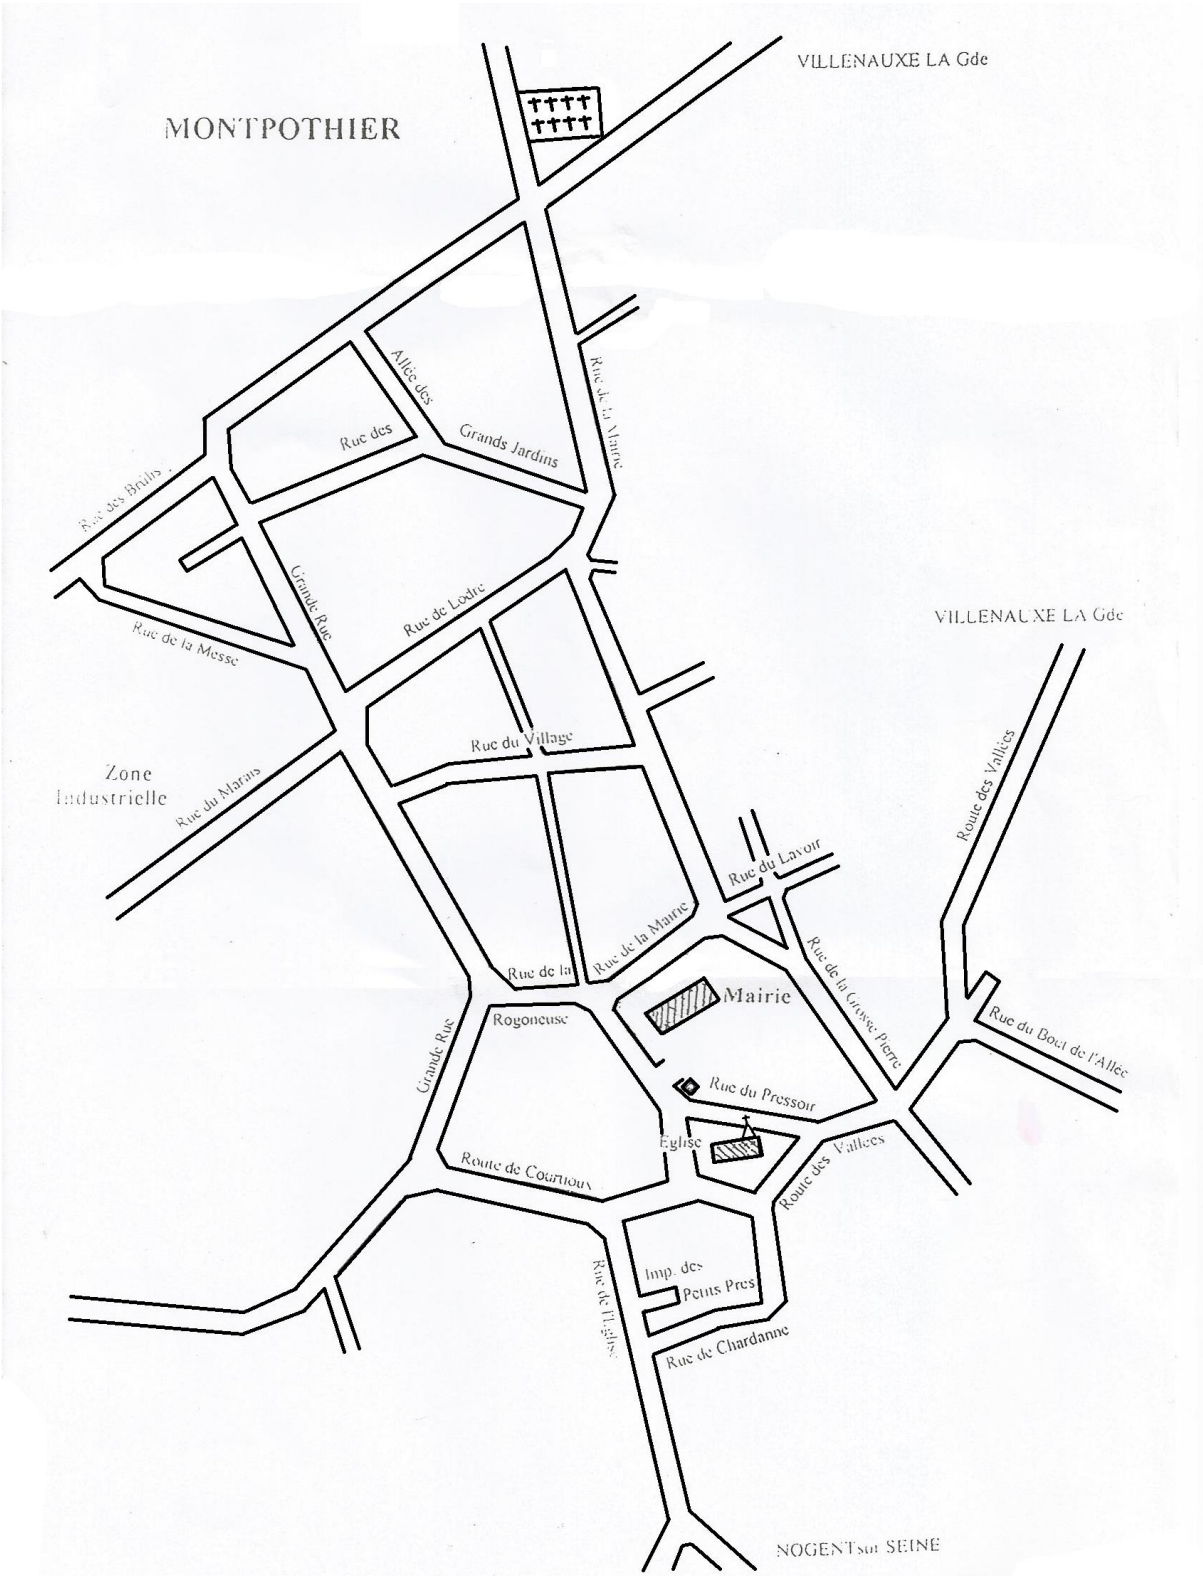 VILLENAUXE LA Gde
MONTPOTHIER
Allée des
Rue de la Mairie
Rue des
Grands Jardins
Rue des Brûlis
Grande Rue
Rue de Lodre
Rue de la Messe
VILLENAUXE LA Gde
Rue du Village
Zone
Industrielle
Rue du Marais
Route des Vallées
Rue du Lavoir
Rue de la Mairie
Rue de la
Rogoneuse
Mairie
Rue de la Grosse Pierre
Rue du Bout de l'Allée
Grande Rue
Rue du Pressoir
Eglise
Route des Vallées
Route de Courtioux
Imp. des
Petits Pres
Rue de l'Eglise
Rue de Chardanne
NOGENT sur SEINE